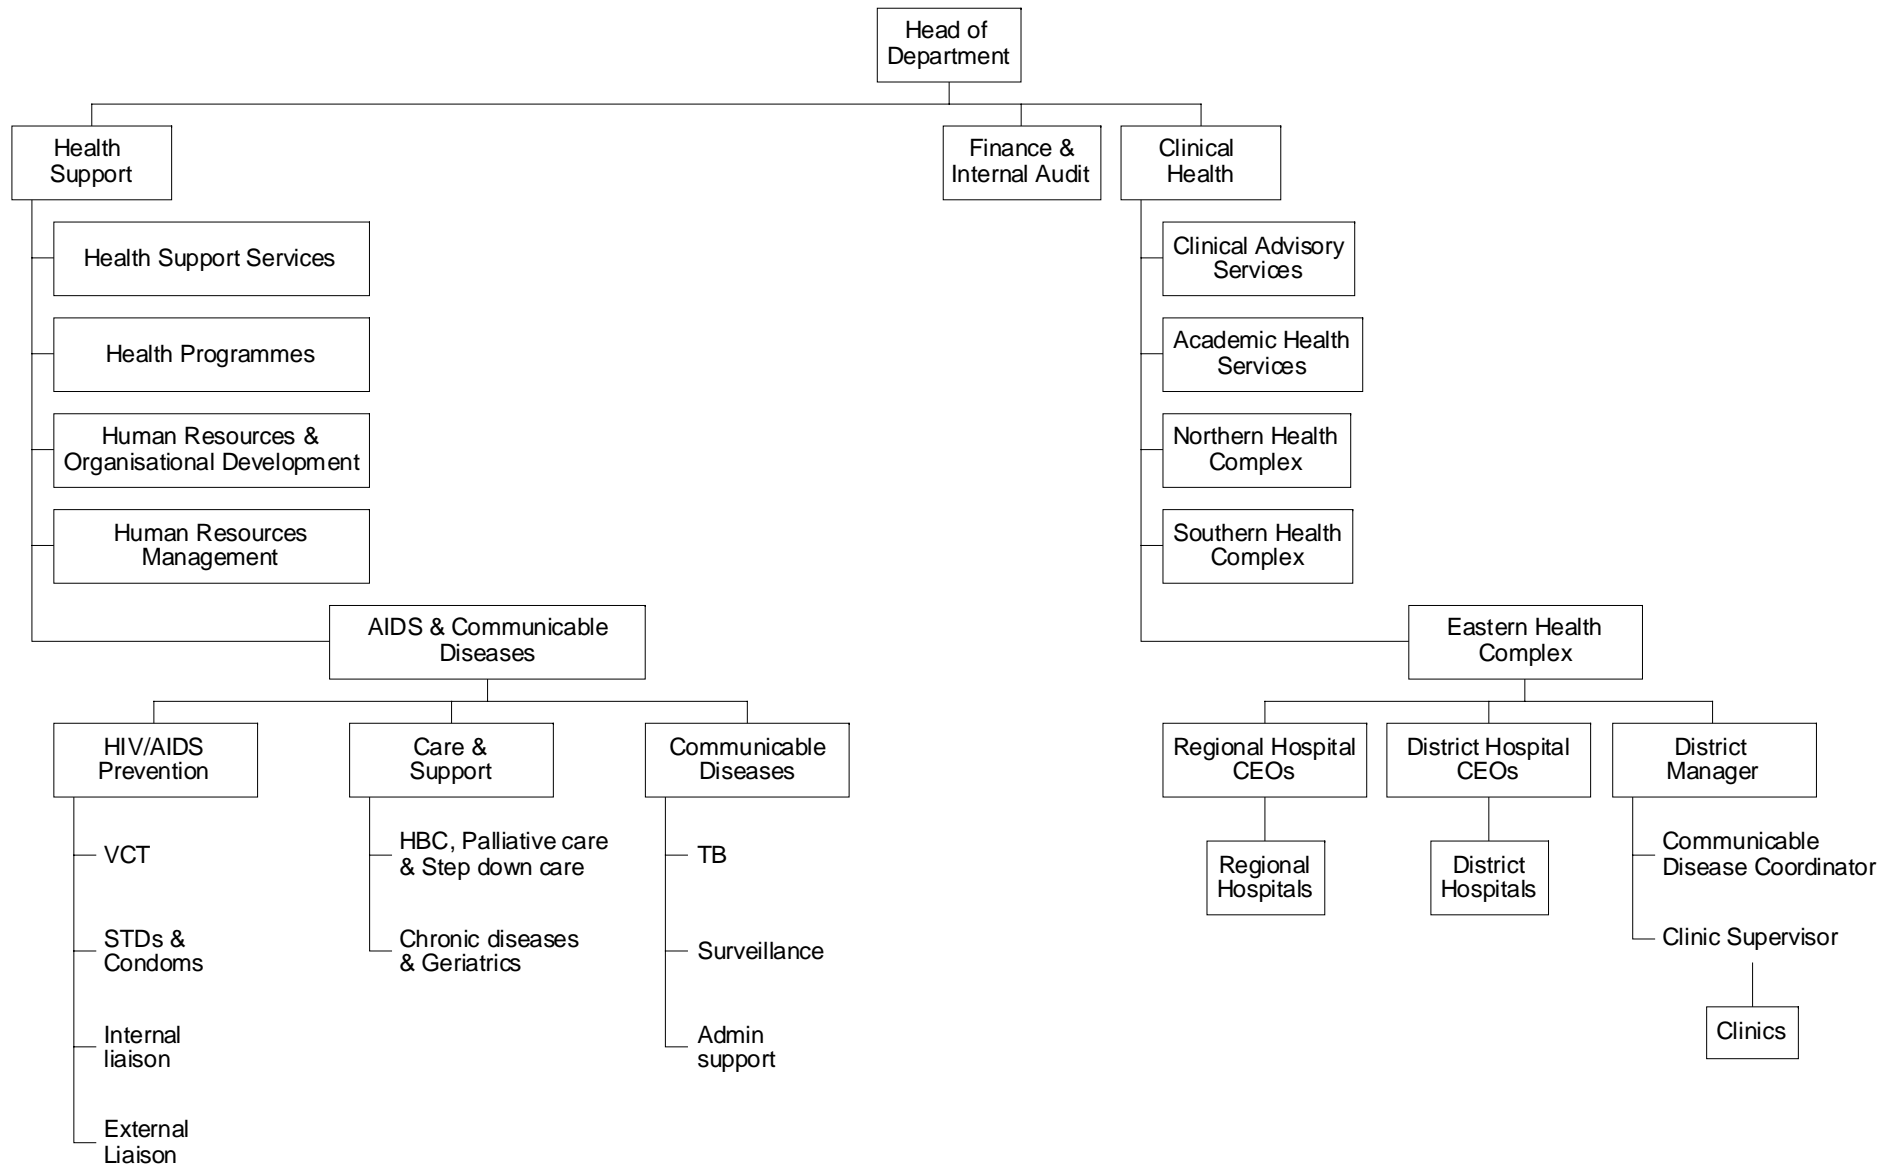 Head of
Department
Health
Support
Finance &
Internal Audit
Clinical
Health
Health Support Services
Health Programmes
Human Resources &
Organisational Development
Human Resources
Management
AIDS & Communicable
Diseases
HIV/AIDS
Prevention
VCT
STDs &
Condoms
Internal
liaison
External
Liaison
Care &
Support
HBC, Palliative care
& Step down care
Chronic diseases
& Geriatrics
Communicable
Diseases
TB
Surveillance
Admin
support
Clinical Advisory
Services
Academic Health
Services
Northern Health
Complex
Southern Health
Complex
Eastern Health
Complex
Regional Hospital
CEOs
Regional
Hospitals
District Hospital
CEOs
District
Hospitals
District
Manager
Communicable
Disease Coordinator
Clinic Supervisor
Clinics